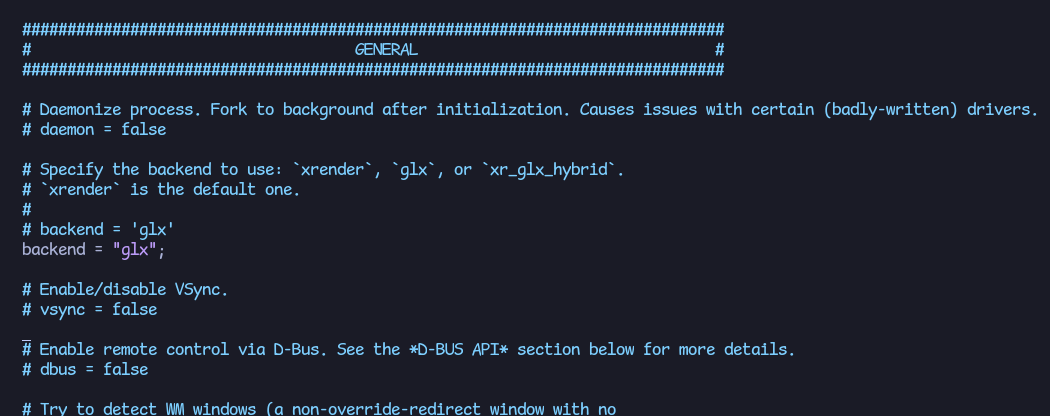 ##############################################################################
#                                    GENERAL                                 #
##############################################################################
# Daemonize process. Fork to background after initialization. Causes issues with certain (badly-written) drivers.
# daemon = false
# Specify the backend to use: `xrender`, `glx`, or `xr_glx_hybrid`.
# `xrender` is the default one.
#
# backend = 'glx'
backend = "glx";
# Enable/disable VSync.
# vsync = false
# Enable remote control via D-Bus. See the *D-BUS API* section below for more details.
# dbus = false
# Try to detect WM windows (a non-override-redirect window with no